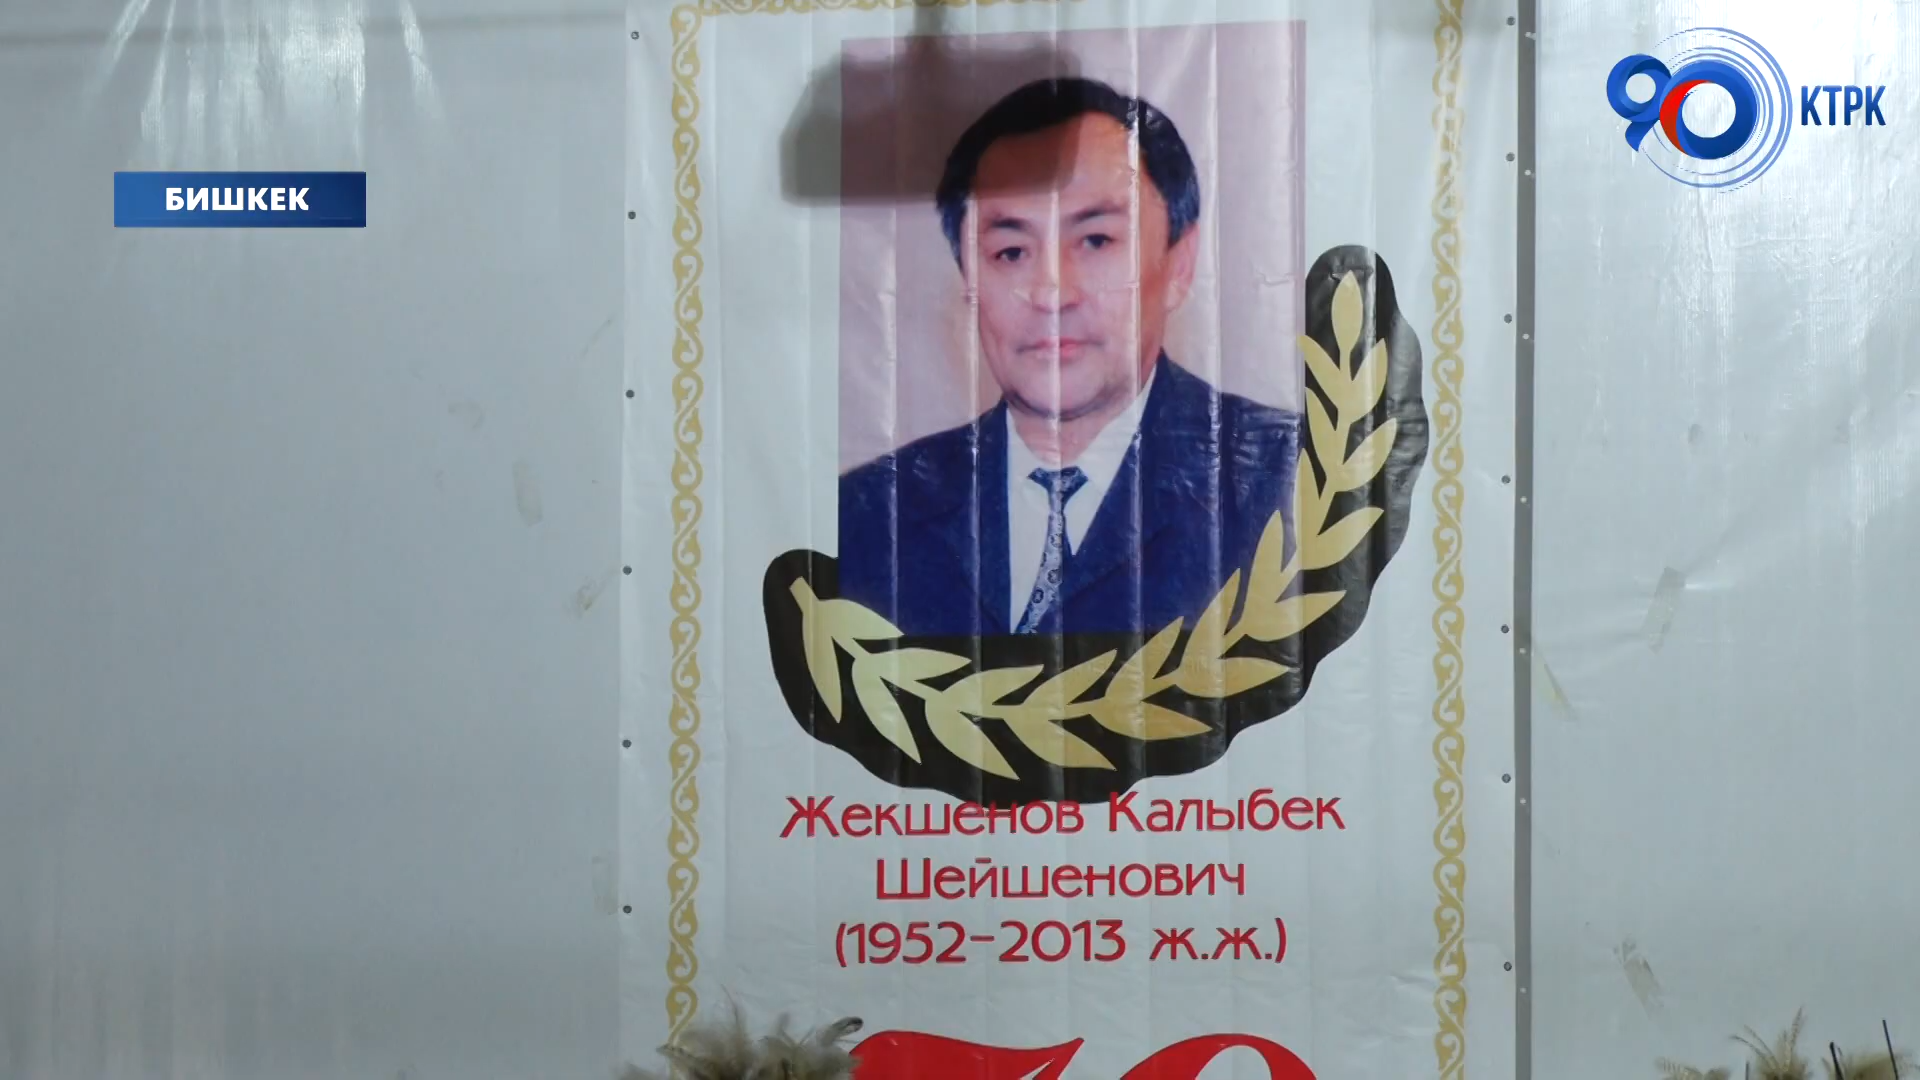 БИШКЕК
90 КТРК
Жекшенов Калыбек
Шейшенович
(1952-2013 ж.ж.)